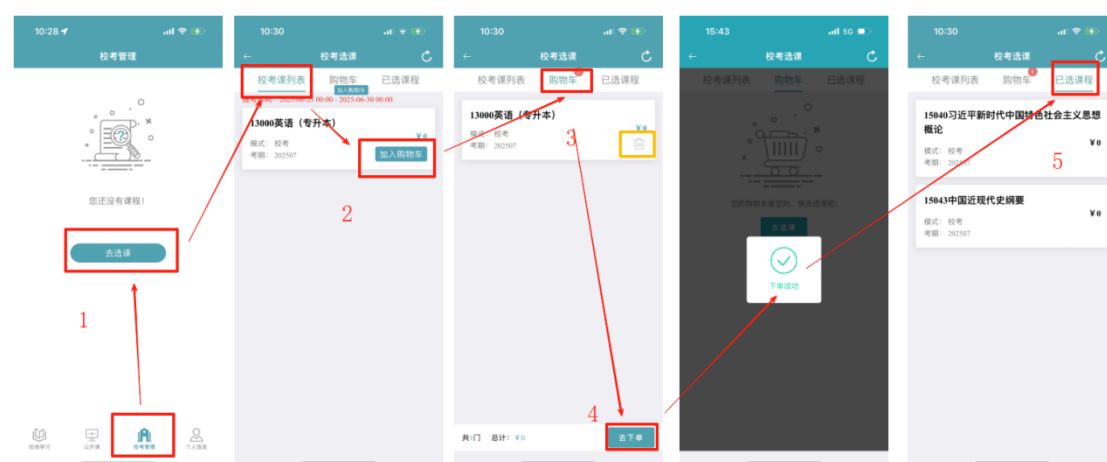 10:28
校考管理
您还没有课程！
去选课
1
在线学习
公开课
校考管理
个人信息
10:30
校考选课
校考课列表
购物车
已选课程
加入购物车
2025-06-30 00:00
13000英语（专升本）
¥0
模式： 校考
考期： 202507
加入购物车
2
10:30
校考选课
校考课列表
购物车
已选课程
13000英语（专升本）
¥0
模式： 校考
考期： 202507
3
4
总计： ¥0
去下单
15:43
5G
校考选课
校考课列表
购物车
已选课程
去选课
下单成功
10:30
校考选课
校考课列表
购物车
已选课程
15040习近平新时代中国特色社会主义思想
概论
¥0
模式： 校考
考期： 202507
5
15043中国近现代史纲要
¥0
模式： 校考
考期： 202507